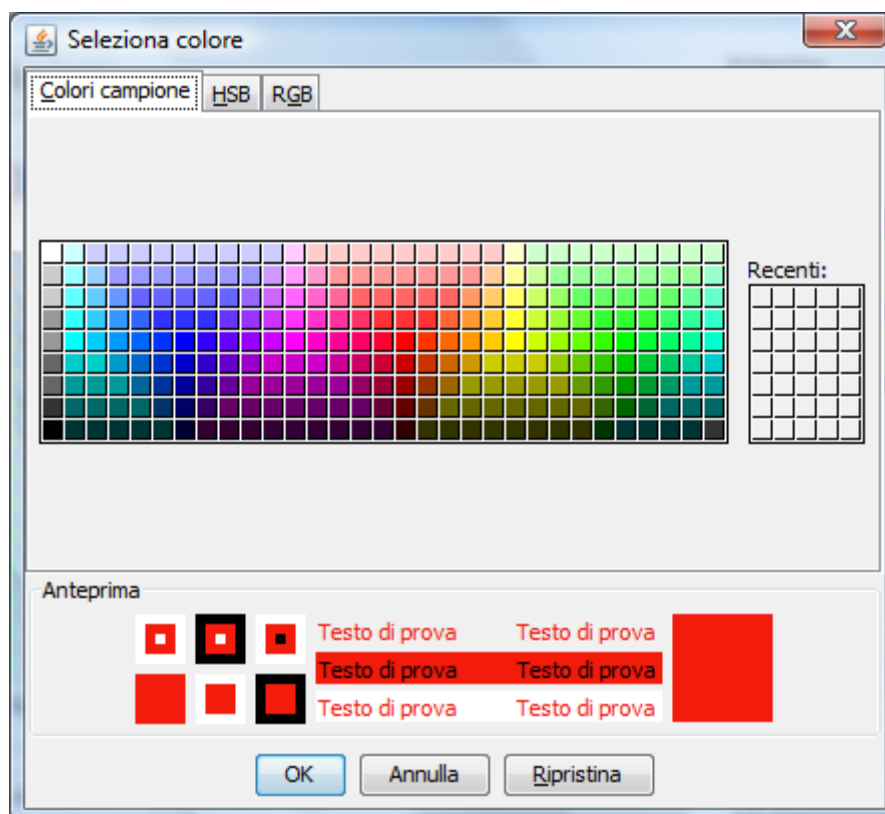 Seleziona colore
Colori campione HSB RGB
Recenti:
Anteprima
Testo di prova Testo di prova
Testo di prova Testo di prova
Testo di prova Testo di prova
OK Annulla Ripristina